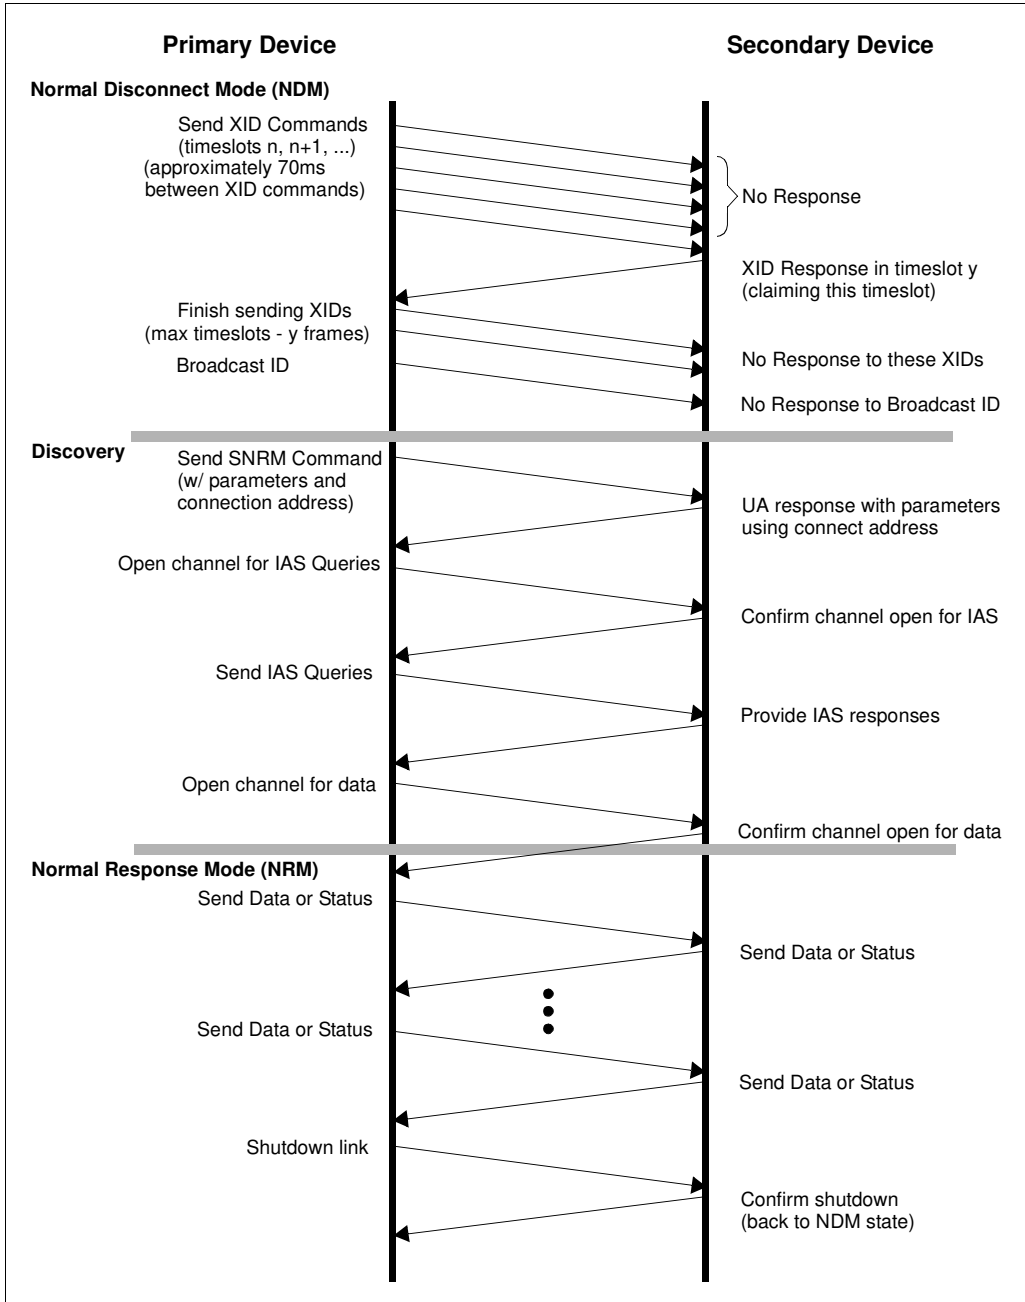 Primary Device
Secondary Device
Normal Disconnect Mode (NDM)
Send XID Commands
(timeslots n, n+1, ...)
(approximately 70ms
between XID commands)
No Response
XID Response in timeslot y
(claiming this timeslot)
Finish sending XIDs
(max timeslots - y frames)
No Response to these XIDs
Broadcast ID
No Response to Broadcast ID
Discovery
Send SNRM Command
(w/ parameters and
connection address)
UA response with parameters
using connect address
Open channel for IAS Queries
Confirm channel open for IAS
Send IAS Queries
Provide IAS responses
Open channel for data
Confirm channel open for data
Normal Response Mode (NRM)
Send Data or Status
Send Data or Status
Send Data or Status
Send Data or Status
Shutdown link
Confirm shutdown
(back to NDM state)